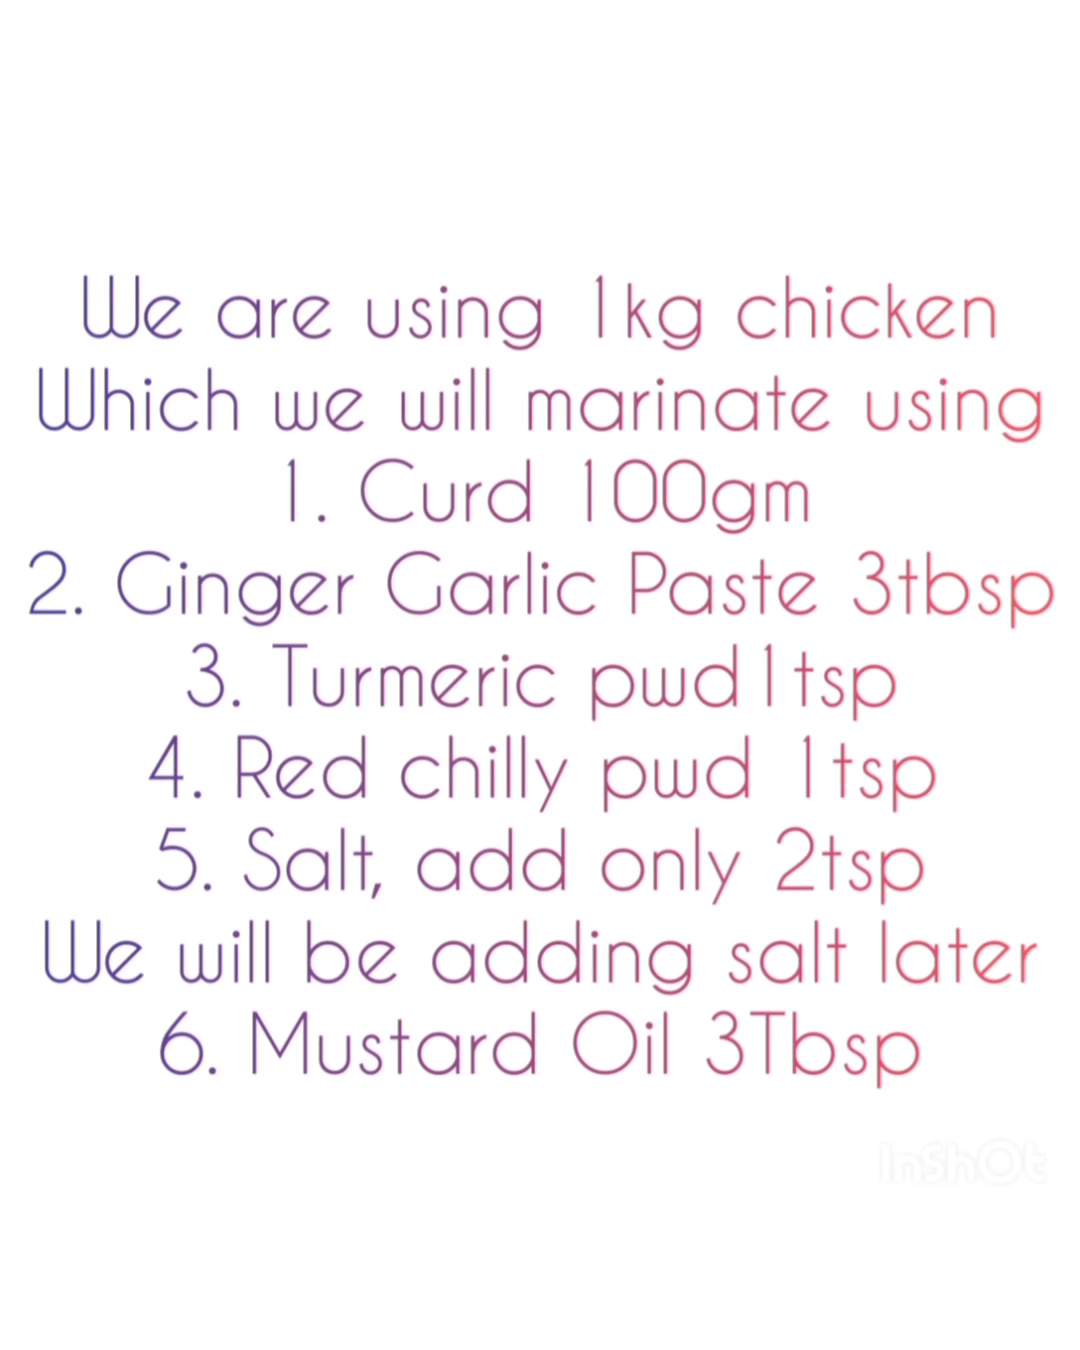 We are using 1kg chicken
Which we will marinate using
1. Curd 100gm
2. Ginger Garlic Paste 3tbsp
3. Turmeric pwd1tsp
4. Red chilly pwd 1tsp
5. Salt, add only 2tsp
We will be adding salt later
6. Mustard Oil 3Tbsp
InShOt